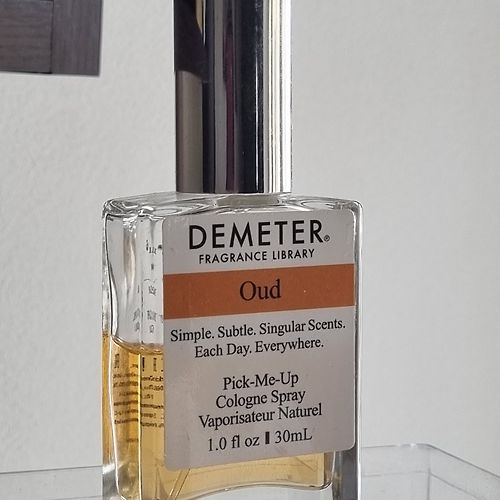 DEMETER®
FRAGRANCE LIBRARY
Oud
Simple. Subtle. Singular Scents.
Each Day. Everywhere.
Pick-Me-Up
Cologne Spray
Vaporisateur Naturel
1.0 fl oz 30mL